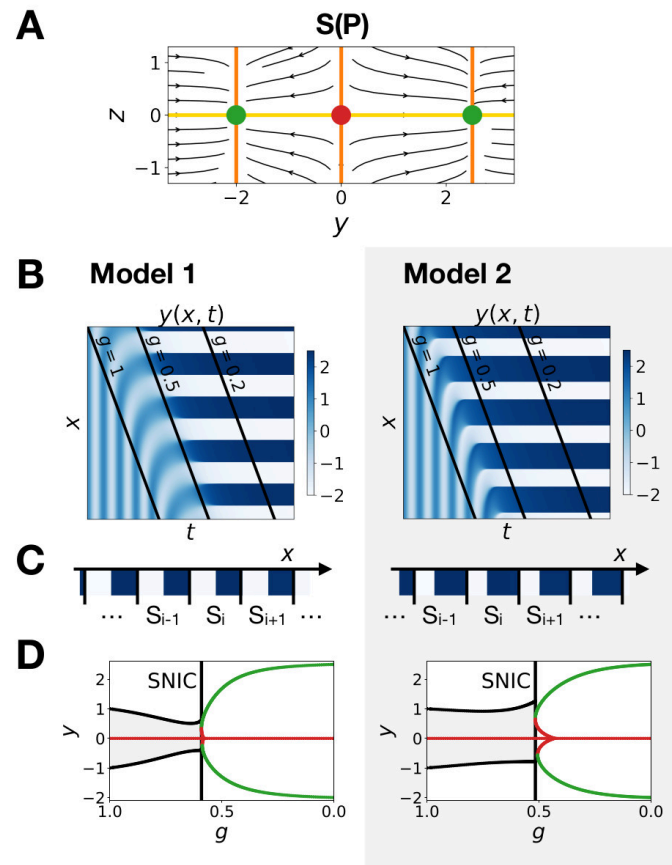 A
S(P)
z
1
0
−1
−2
0
2
y
B
Model 1
Model 2
y(x, t)
g = 1
g = 0.5
g = 0.2
x
t
2
1
0
−1
−2
y(x, t)
g = 1
g = 0.5
g = 0.2
x
t
2
1
0
−1
−2
C
x
... Si-1 Si Si+1 ...
x
... Si-1 Si Si+1 ...
D
SNIC
y
2
1
0
−1
−2
1.0
0.5
0.0
g
SNIC
y
2
1
0
−1
−2
1.0
0.5
0.0
g